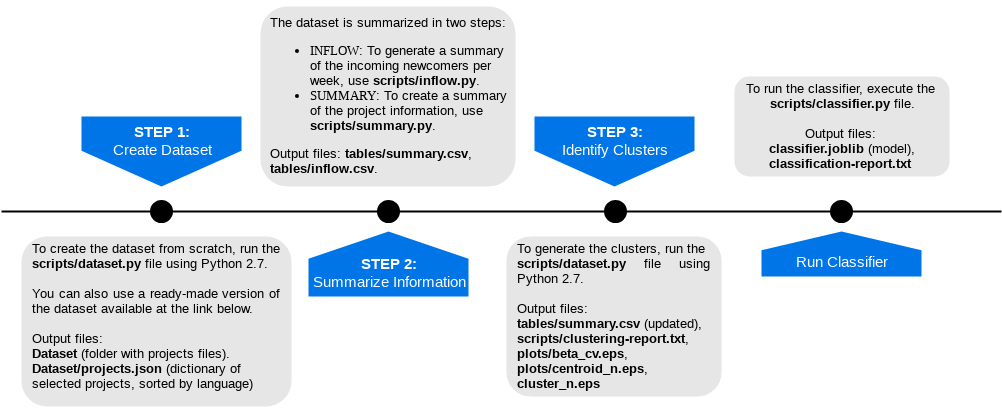 STEP 1:
Create Dataset
To create the dataset from scratch, run the
scripts/dataset.py file using Python 2.7.
You can also use a ready-made version of
the dataset available at the link below.
Output files:
Dataset (folder with projects files).
Dataset/projects.json (dictionary of
selected projects, sorted by language)
The dataset is summarized in two steps:
• INFLOW: To generate a summary
of the incoming newcomers per
week, use scripts/inflow.py.
• SUMMARY: To create a summary
of the project information, use
scripts/summary.py.
Output files: tables/summary.csv,
tables/inflow.csv.
STEP 2:
Summarize Information
STEP 3:
Identify Clusters
To generate the clusters, run the
scripts/dataset.py file using
Python 2.7.
Output files:
tables/summary.csv (updated),
scripts/clustering-report.txt,
plots/beta_cv.eps,
plots/centroid_n.eps,
cluster_n.eps
To run the classifier, execute the
scripts/classifier.py file.
Output files:
classifier.joblib (model),
classification-report.txt
Run Classifier